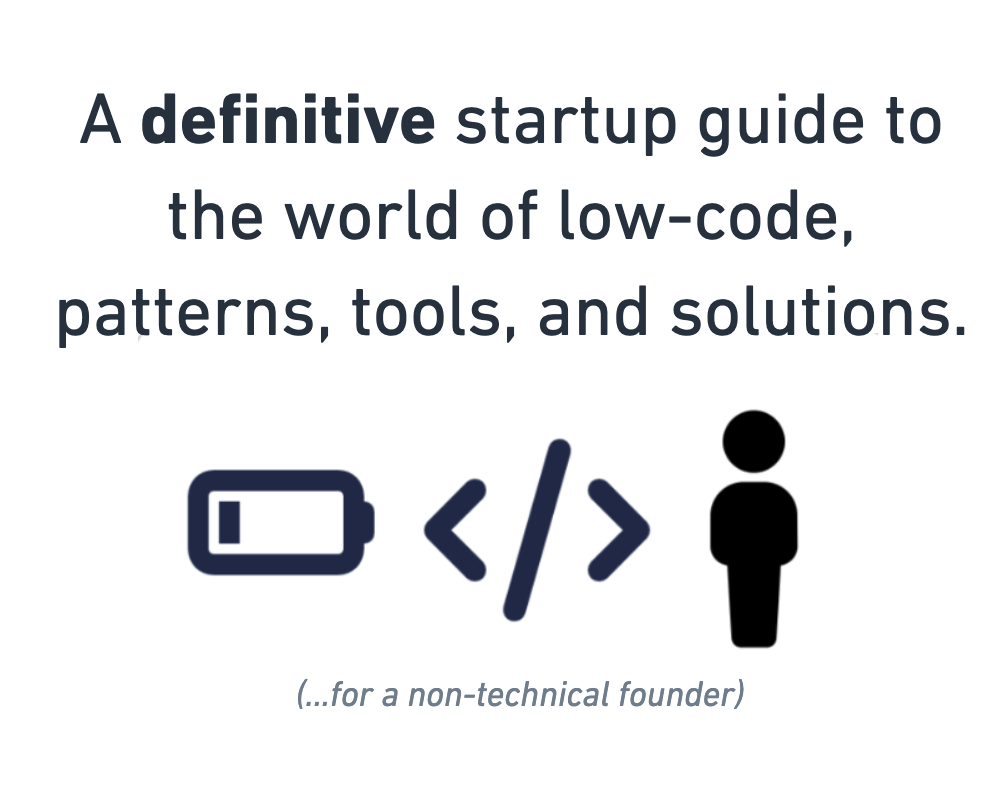 A definitive startup guide to
the world of low-code,
patterns, tools, and solutions.
</>
(...for a non-technical founder)